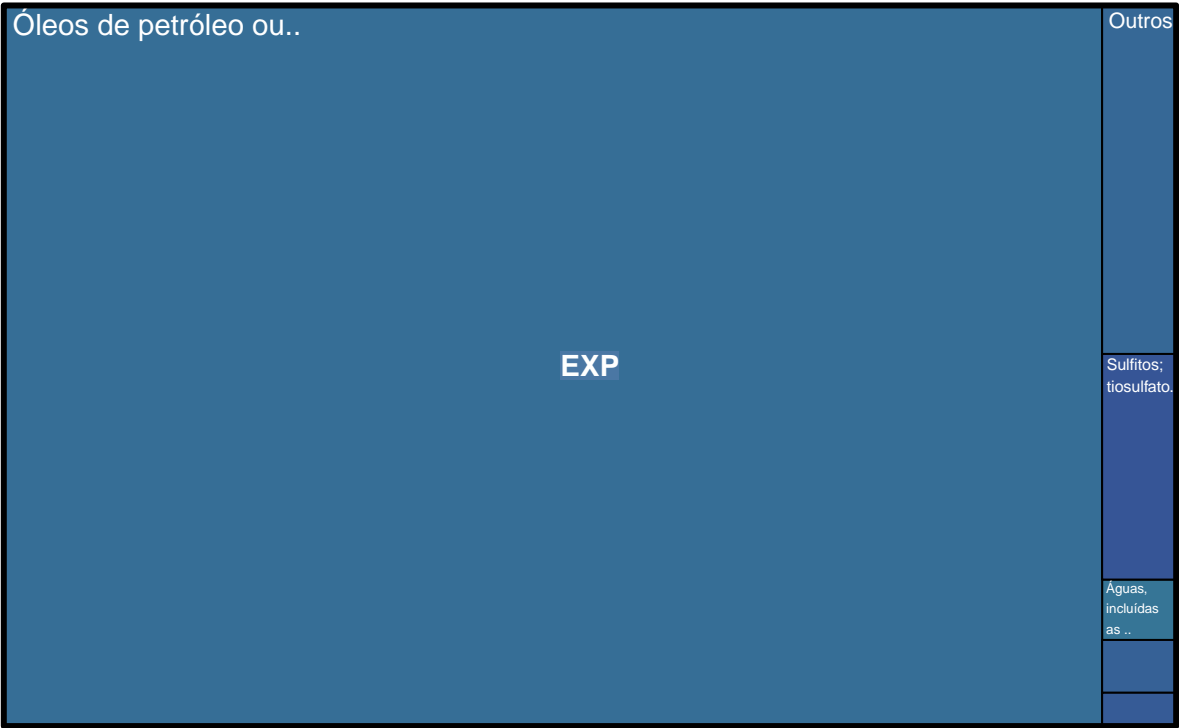 Óleos de petróleo ou..
Outros
EXP
Sulfitos;
tiosulfato.
Águas,
incluídas
as ..